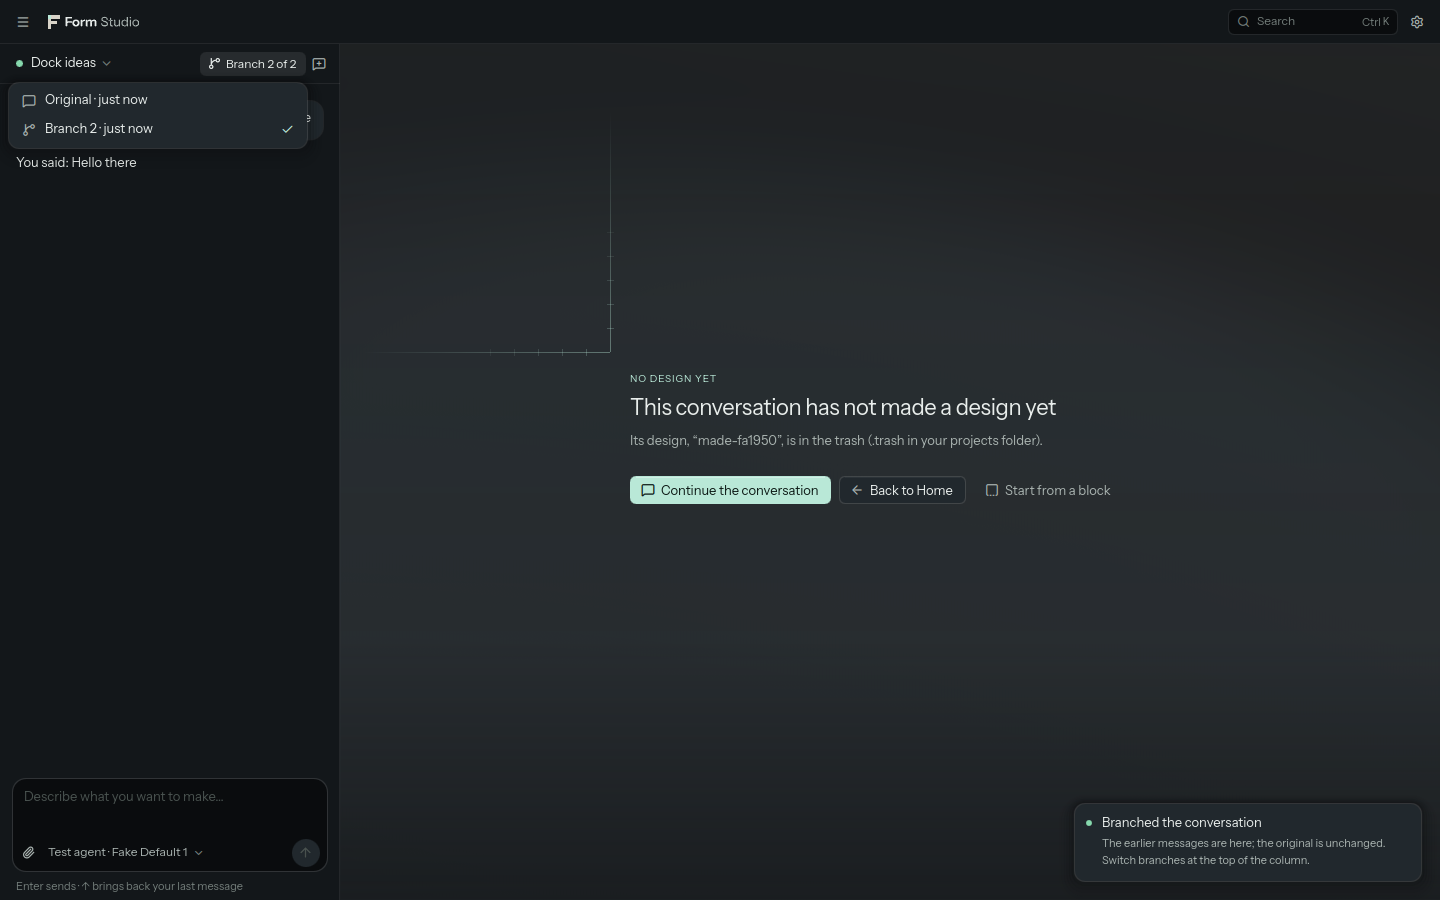 Form Studio
Search
Ctrl K
Dock ideas
Branch 2 of 2
Original · just now
Branch 2 · just now
You said: Hello there
NO DESIGN YET
This conversation has not made a design yet
Its design, “made-fa1950”, is in the trash (.trash in your projects folder).
Continue the conversation
Back to Home
Start from a block
Describe what you want to make...
Test agent · Fake Default 1
Enter sends · ↑ brings back your last message
Branched the conversation
The earlier messages are here; the original is unchanged.
Switch branches at the top of the column.